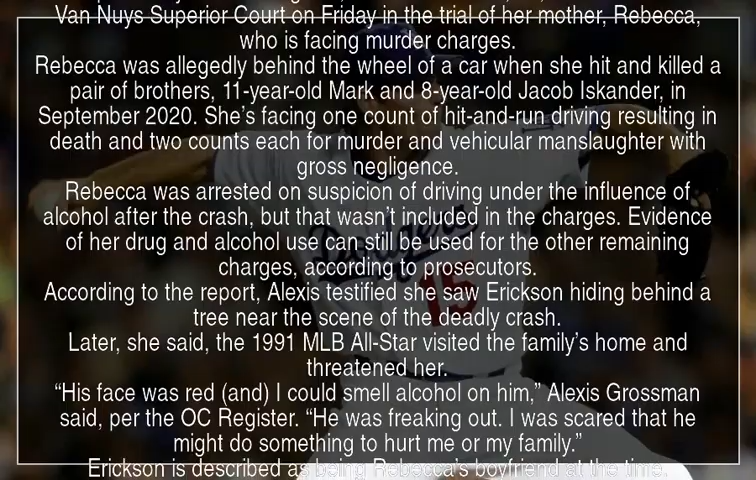 Van Nuys Superior Court on Friday in the trial of her mother, Rebecca,
who is facing murder charges.
Rebecca was allegedly behind the wheel of a car when she hit and killed a
pair of brothers, 11-year-old Mark and 8-year-old Jacob Iskander, in
September 2020. She’s facing one count of hit-and-run driving resulting in
death and two counts each for murder and vehicular manslaughter with
gross negligence.
Rebecca was arrested on suspicion of driving under the influence of
alcohol after the crash, but that wasn’t included in the charges. Evidence
of her drug and alcohol use can still be used for the other remaining
charges, according to prosecutors.
According to the report, Alexis testified she saw Erickson hiding behind a
tree near the scene of the deadly crash.
Later, she said, the 1991 MLB All-Star visited the family’s home and
threatened her.
“His face was red (and) I could smell alcohol on him,” Alexis Grossman
said, per the OC Register. “He was freaking out. I was scared that he
might do something to hurt me or my family.”
Erickson is described as being Rebecca’s boyfriend at the time.
Dodgers
15